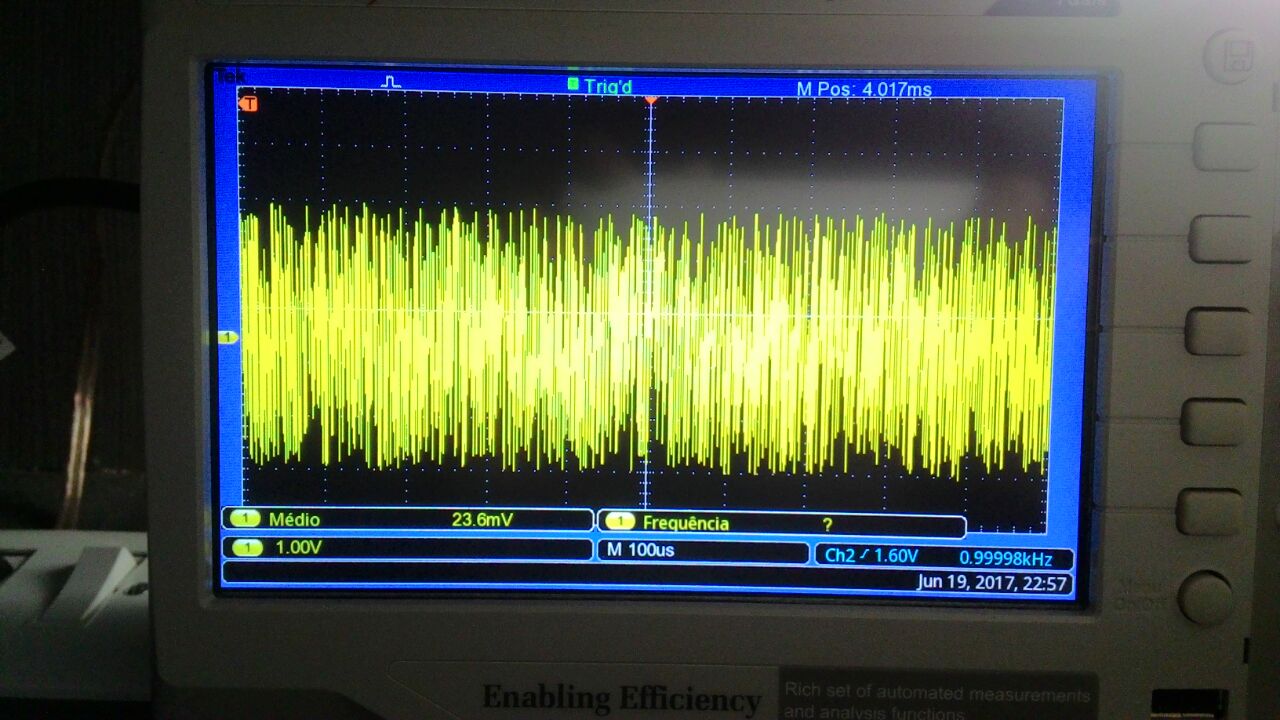 Tek
Trig'd
M Pos: 4.017ms
T
1
1 Médio 23.6mV
1 Frequência ?
1 1.00V
M 100us
Ch2 / 1.60V 0.99998kHz
Jun 19, 2017, 22:57
Enabling Efficiency
Rich set of automated measurements
and analysis functions